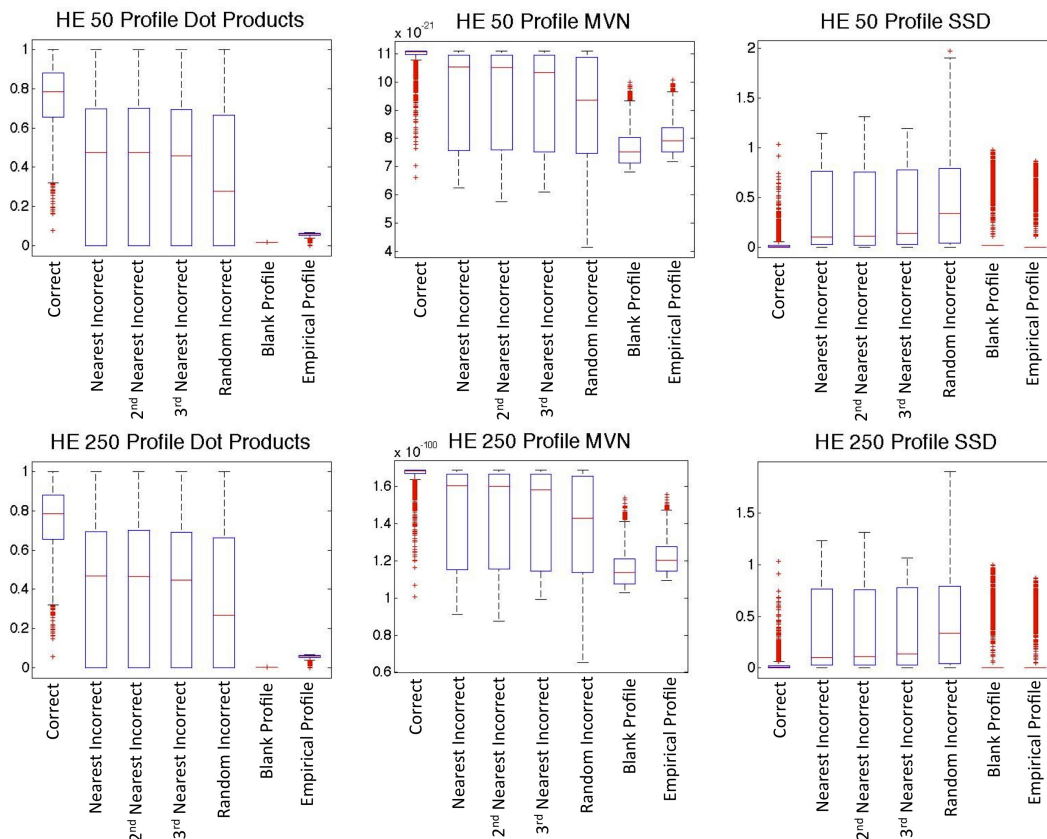 HE 50 Profile Dot Products
1
0.8
0.6
0.4
0.2
0
Correct
Nearest Incorrect
2nd Nearest Incorrect
3rd Nearest Incorrect
Random Incorrect
Blank Profile
Empirical Profile
HE 50 Profile MVN
x 10-21
11
10
9
8
7
6
5
4
Correct
Nearest Incorrect
2nd Nearest Incorrect
3rd Nearest Incorrect
Random Incorrect
Blank Profile
Empirical Profile
HE 50 Profile SSD
2
1.5
1
0.5
0
Correct
Nearest Incorrect
2nd Nearest Incorrect
3rd Nearest Incorrect
Random Incorrect
Blank Profile
Empirical Profile
HE 250 Profile Dot Products
1
0.8
0.6
0.4
0.2
0
Correct
Nearest Incorrect
2nd Nearest Incorrect
3rd Nearest Incorrect
Random Incorrect
Blank Profile
Empirical Profile
HE 250 Profile MVN
x 10-100
1.6
1.4
1.2
1
0.8
0.6
Correct
Nearest Incorrect
2nd Nearest Incorrect
3rd Nearest Incorrect
Random Incorrect
Blank Profile
Empirical Profile
HE 250 Profile SSD
1.5
1
0.5
0
Correct
Nearest Incorrect
2nd Nearest Incorrect
3rd Nearest Incorrect
Random Incorrect
Blank Profile
Empirical Profile